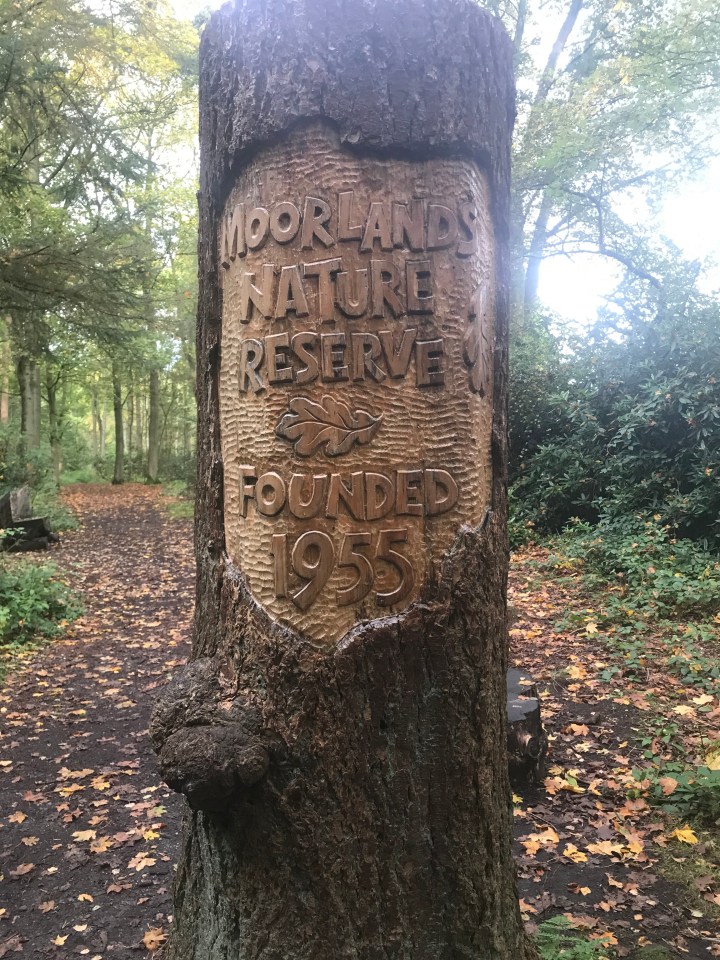 MOORLANDS
NATURE
RESERVE
FOUNDED
1955